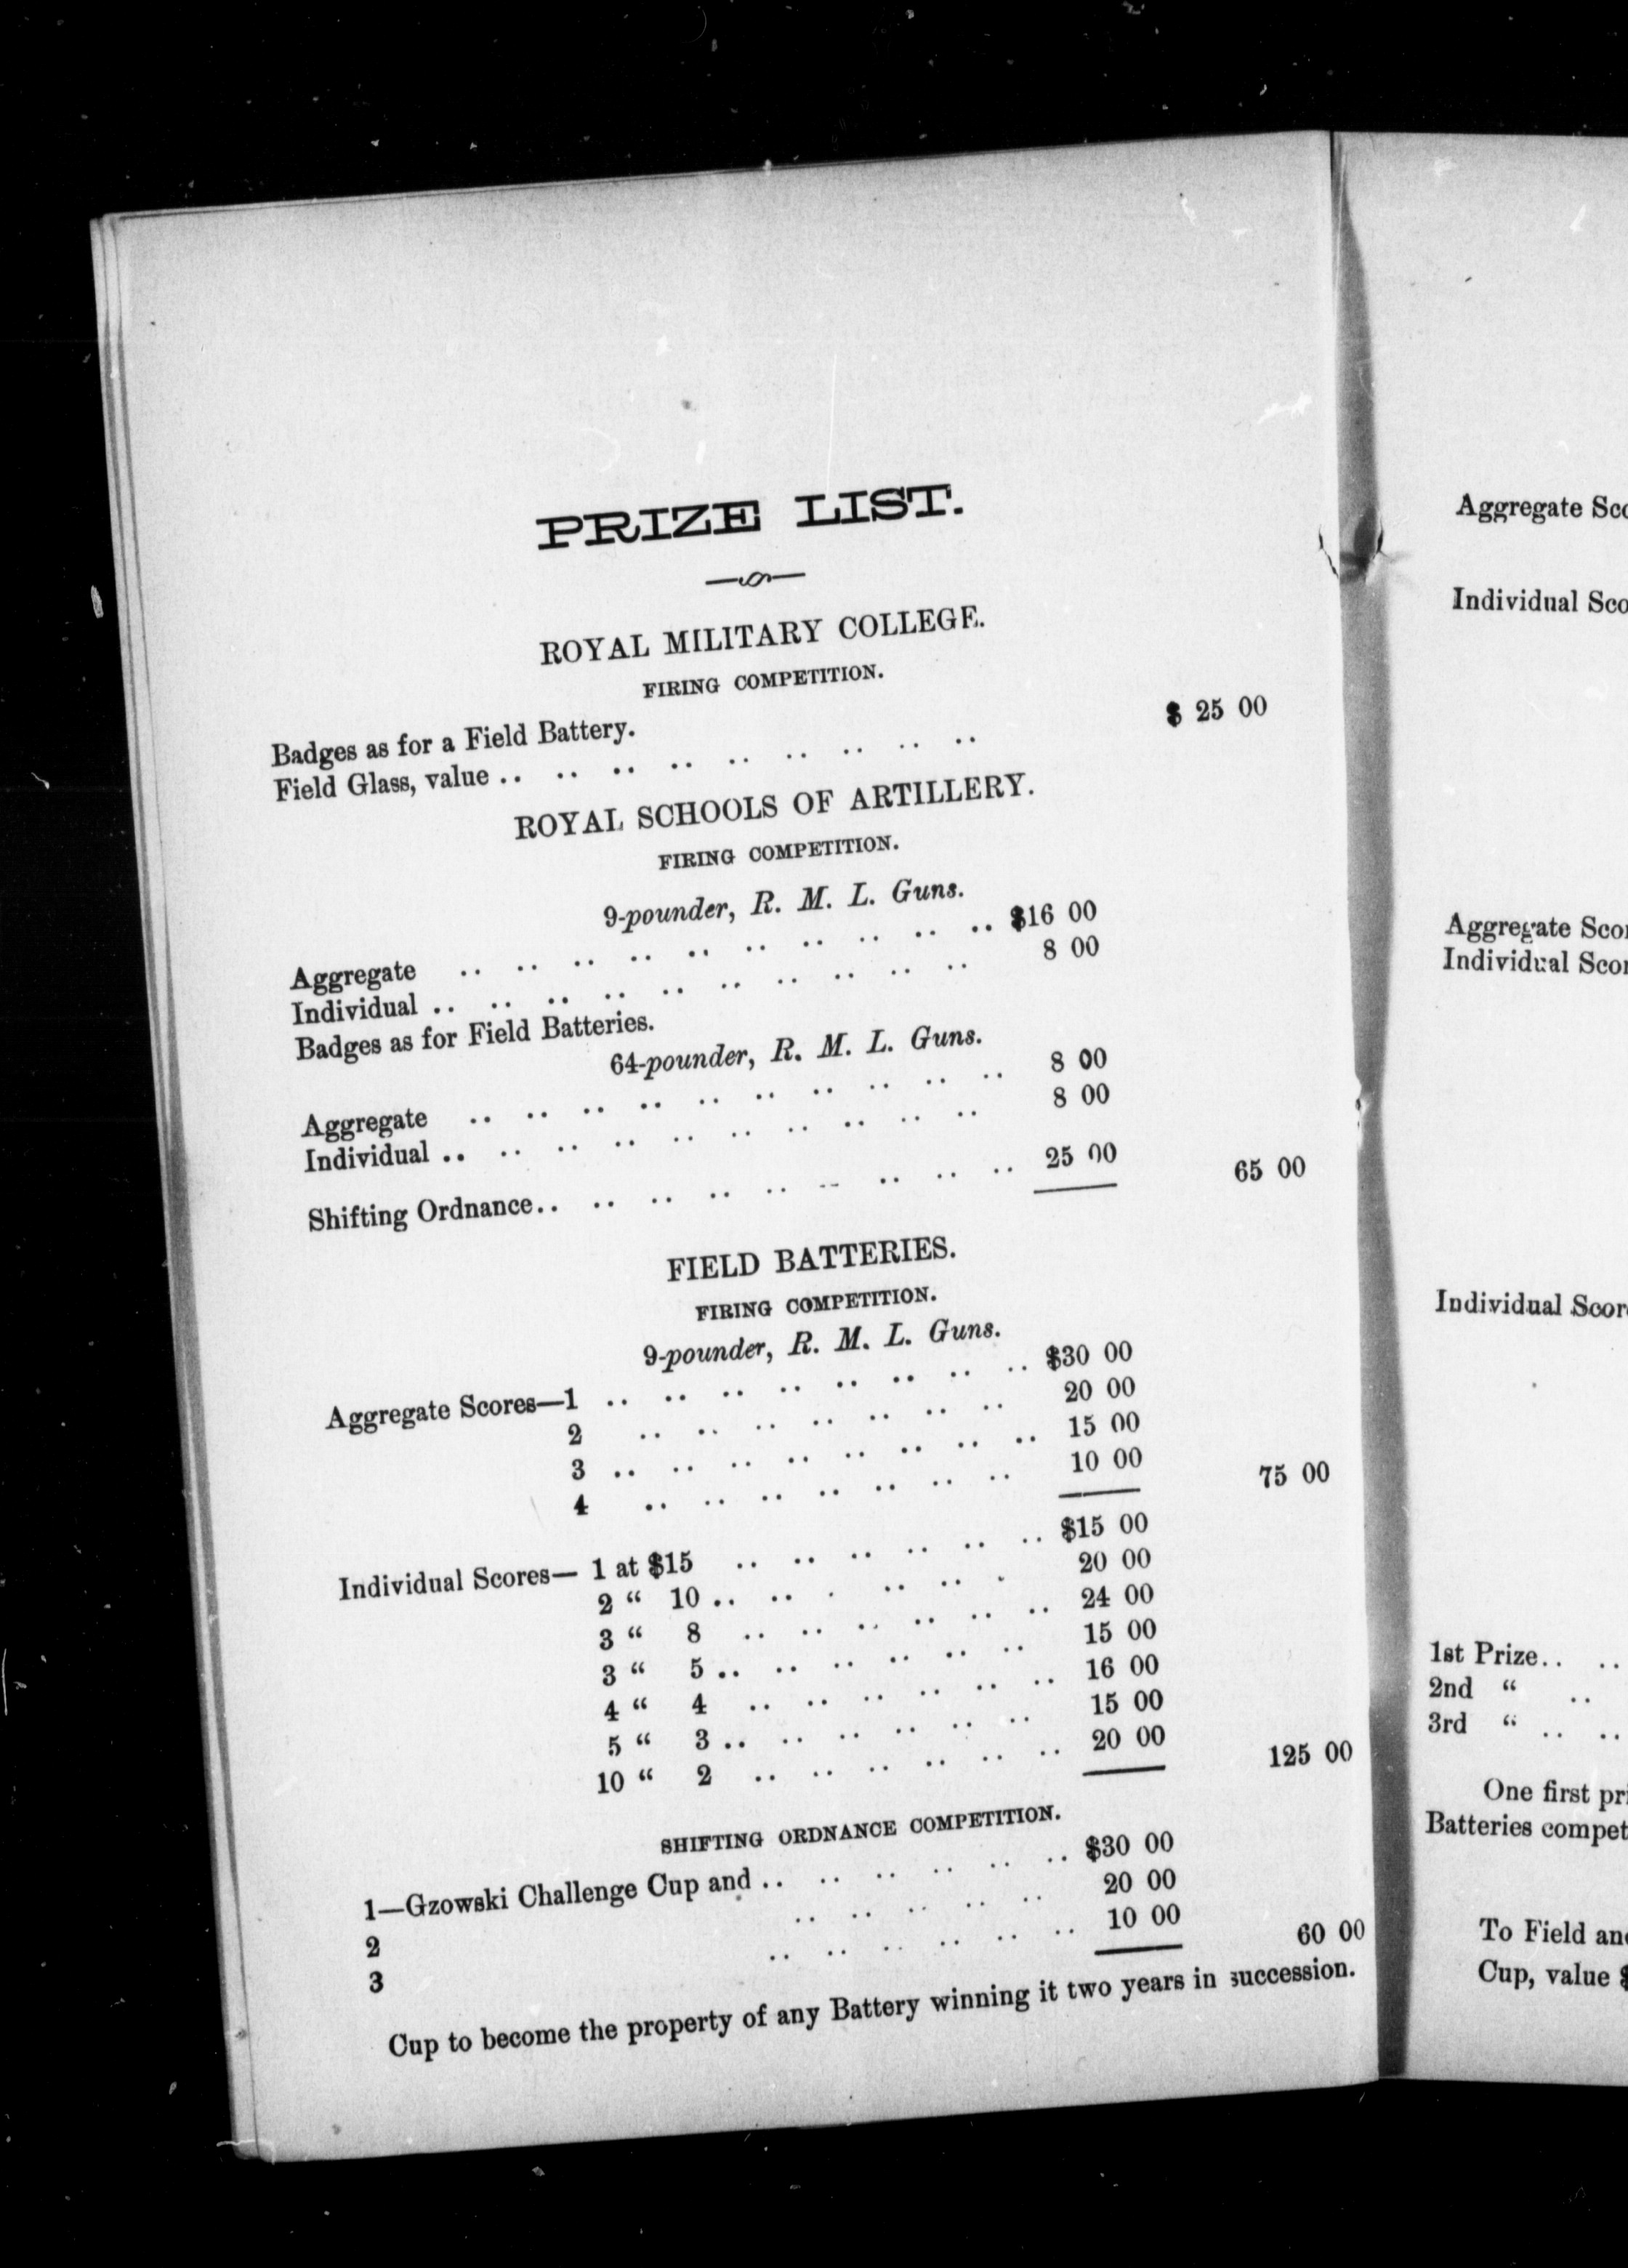 PRIZE LIST.
ROYAL MILITARY COLLEGE.
FIRING COMPETITION.
Badges as for a Field Battery.
Field Glass, value .. .. .. .. .. .. .. .. .. $ 25 00
ROYAL SCHOOLS OF ARTILLERY.
FIRING COMPETITION.
9-pounder, R. M. L. Guns.
Aggregate .. .. .. .. .. .. .. .. .. .. $16 00
Individual .. .. .. .. .. .. .. .. .. .. 8 00
Badges as for Field Batteries.
64-pounder, R. M. L. Guns.
Aggregate .. .. .. .. .. .. .. .. .. .. 8 00
Individual .. .. .. .. .. .. .. .. .. .. 8 00
Shifting Ordnance.. .. .. .. .. .. .. .. .. 25 00 65 00
FIELD BATTERIES.
FIRING COMPETITION.
9-pounder, R. M. L. Guns.
Aggregate Scores—1 .. .. .. .. .. .. .. .. $30 00
2 .. .. .. .. .. .. .. 20 00
3 .. .. .. .. .. .. .. .. 15 00
4 .. .. .. .. .. .. .. 10 00 75 00
Individual Scores— 1 at $15 .. .. .. .. .. .. $15 00
2 “ 10 .. .. . .. .. . 20 00
3 “ 8 .. .. .. .. .. .. 24 00
3 “ 5 .. .. .. .. .. .. 15 00
4 “ 4 .. .. .. .. .. .. 16 00
5 “ 3 .. .. .. .. .. .. 15 00
10 “ 2 .. .. .. .. .. .. 20 00 125 00
SHIFTING ORDNANCE COMPETITION.
1—Gzowski Challenge Cup and .. .. .. .. .. .. $30 00
2 .. .. .. .. .. 20 00
3 .. .. .. .. .. .. 10 00 60 00
Cup to become the property of any Battery winning it two years in succession.
Aggregate Sco
Individual Sco
Aggregate Scor
Individual Scor
Individual Scor
1st Prize.. ..
2nd “ ..
3rd “ .. ..
One first pri
Batteries compet
To Field an
Cup, value $